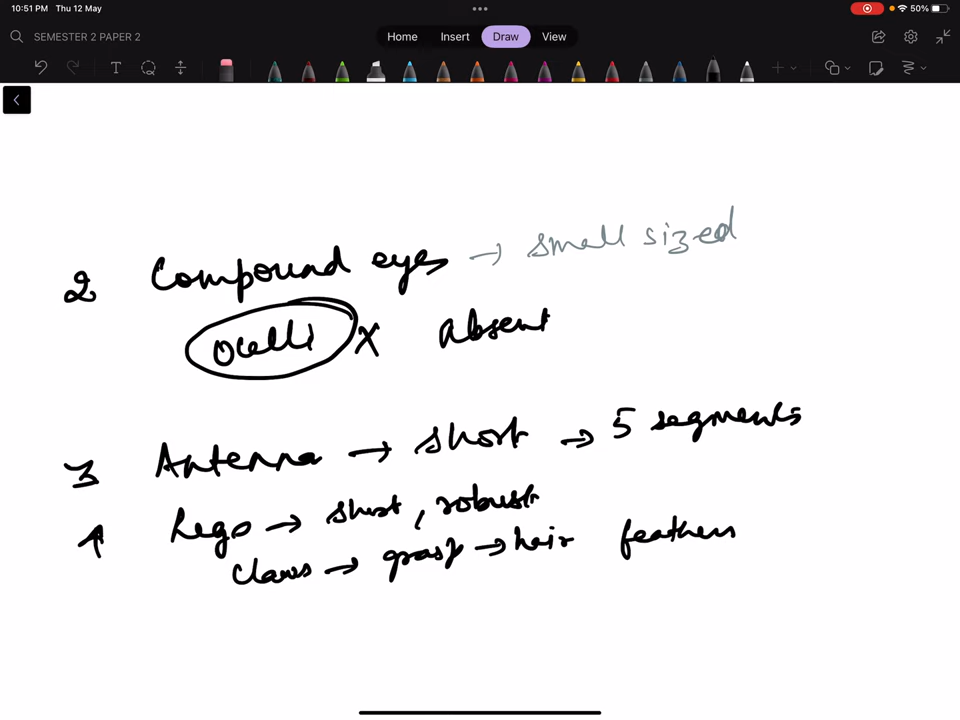 10:51 PM Thu 12 May
50%
SEMESTER 2 PAPER 2
Home Insert Draw View
2 Compound eyes → small sized
ocelli X absent
3 Antenna → short → 5 segments
4 Legs → short, robust
claws → grasp → hair feathers